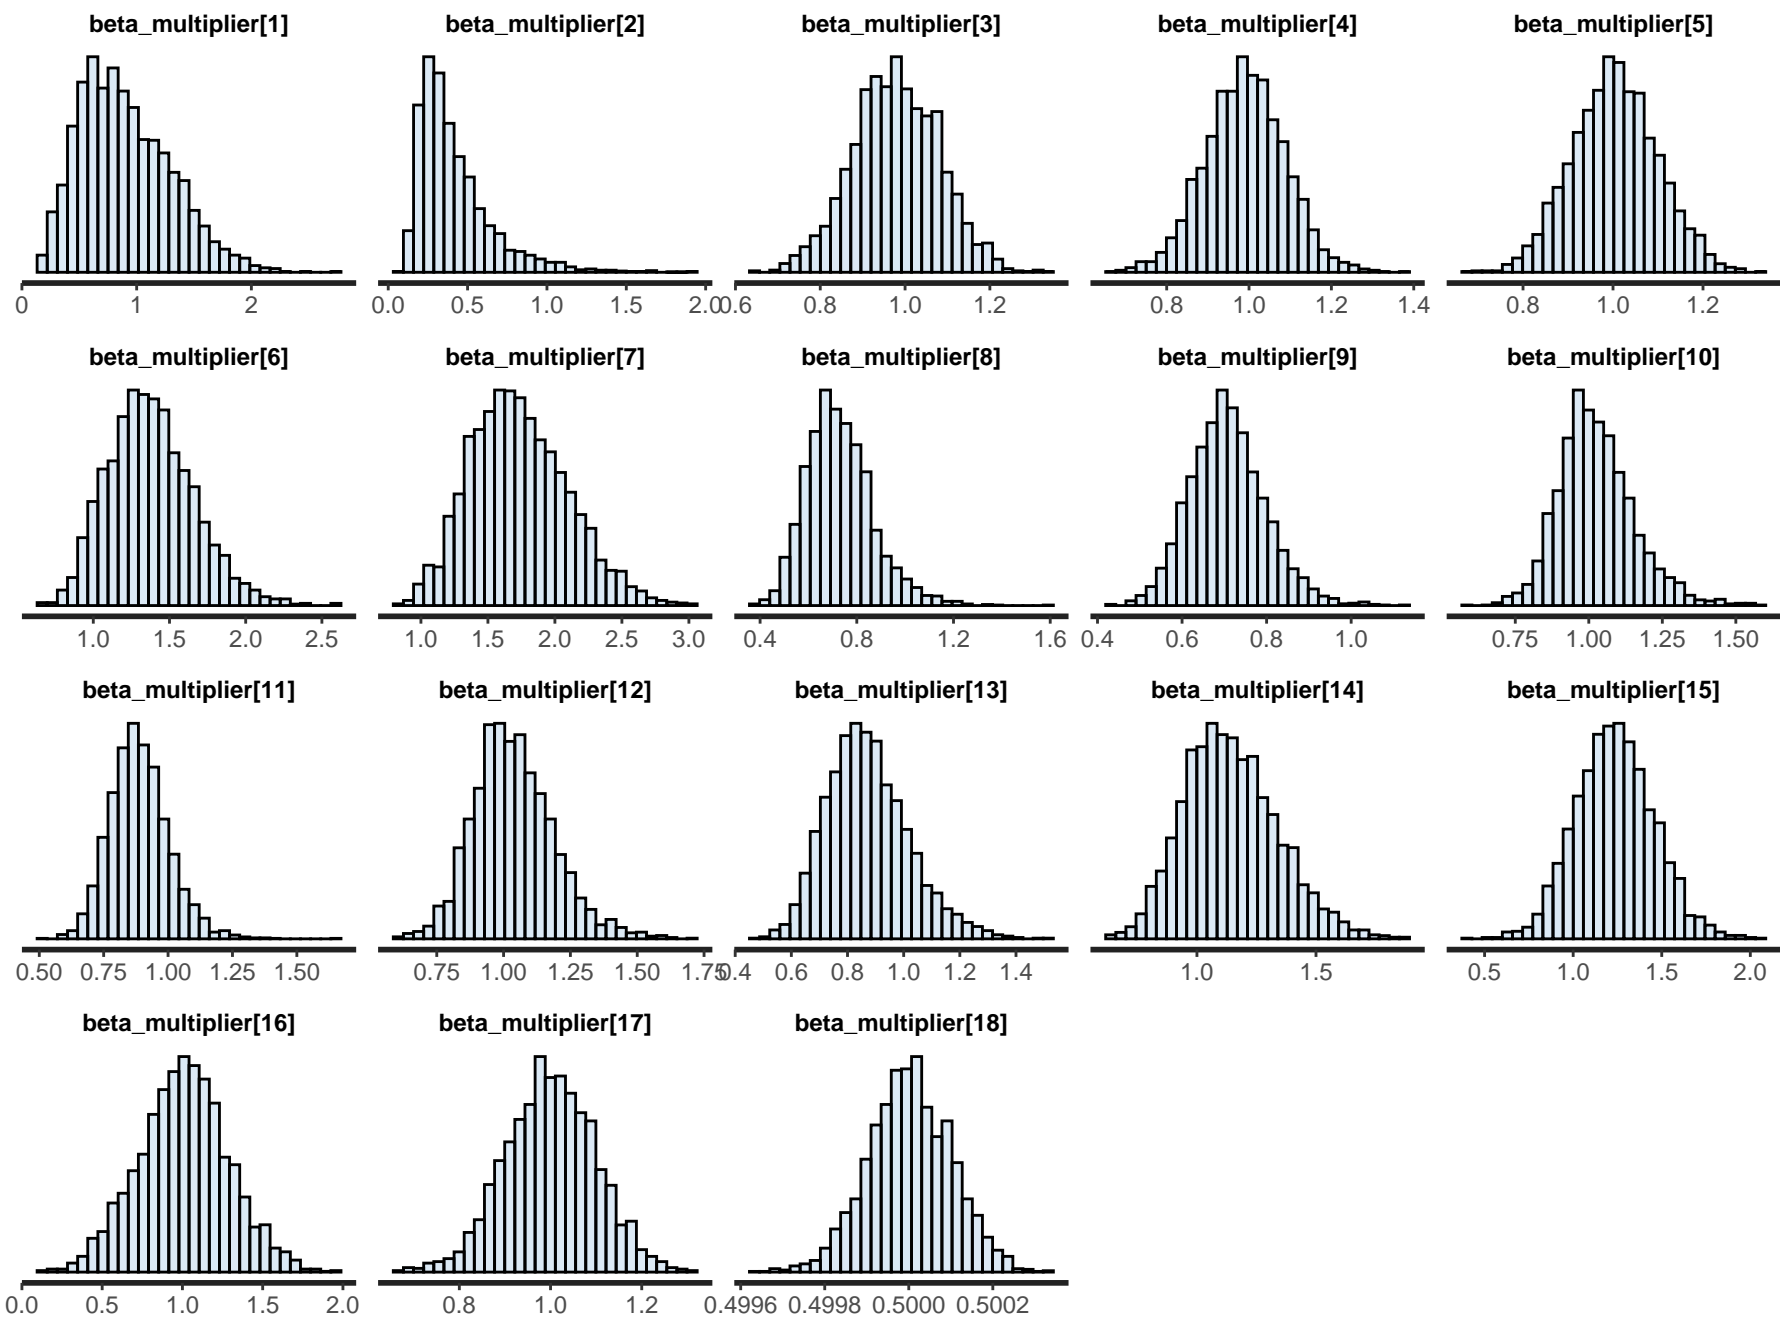 beta_multiplier[1] beta_multiplier[2] beta_multiplier[3] beta_multiplier[4] beta_multiplier[5]
0 1 2 0.0 0.5 1.0 1.5 2.0 0.6 0.8 1.0 1.2 0.8 1.0 1.2 1.4 0.8 1.0 1.2
beta_multiplier[6] beta_multiplier[7] beta_multiplier[8] beta_multiplier[9] beta_multiplier[10]
1.0 1.5 2.0 2.5 1.0 1.5 2.0 2.5 3.0 0.4 0.8 1.2 1.6 0.4 0.6 0.8 1.0 0.75 1.00 1.25 1.50
beta_multiplier[11] beta_multiplier[12] beta_multiplier[13] beta_multiplier[14] beta_multiplier[15]
0.50 0.75 1.00 1.25 1.50 0.75 1.00 1.25 1.50 1.75 0.4 0.6 0.8 1.0 1.2 1.4 1.0 1.5 0.5 1.0 1.5 2.0
beta_multiplier[16] beta_multiplier[17] beta_multiplier[18]
0.0 0.5 1.0 1.5 2.0 0.8 1.0 1.2 0.4996 0.4998 0.5000 0.5002